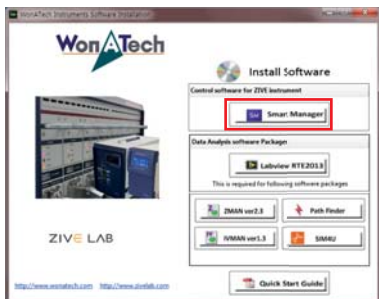 WonATech Instruments Software Installation
WonATech
Install Software
Control software for ZIVE instrument
Smart Manager
Data Analysis software Package
Labview RTE2013
This is required for following software packages
ZMAN ver2.3
Path Finder
IVMAN ver1.3
SIM4U
ZIVE LAB
http://www.wonatech.com http://www.zivelab.com
Quick Start Guide